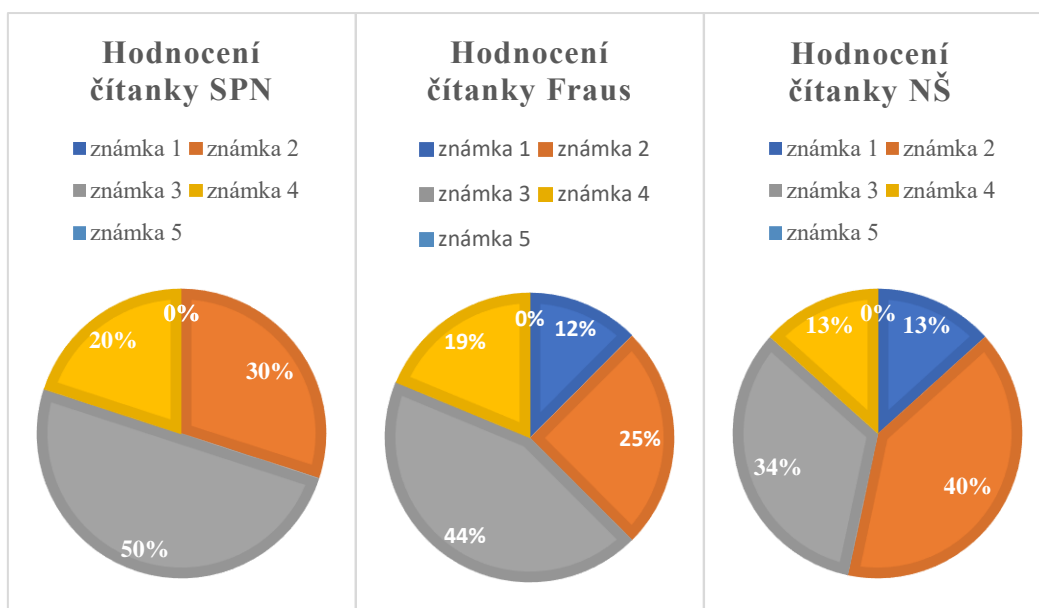 Hodnocení
čítanky SPN
známka 1 známka 2
známka 3 známka 4
známka 5
0%
20%
30%
50%
Hodnocení
čítanky Fraus
známka 1 známka 2
známka 3 známka 4
známka 5
0%
12%
19%
25%
44%
Hodnocení
čítanky NŠ
známka 1 známka 2
známka 3 známka 4
známka 5
0%
13%
13%
34%
40%